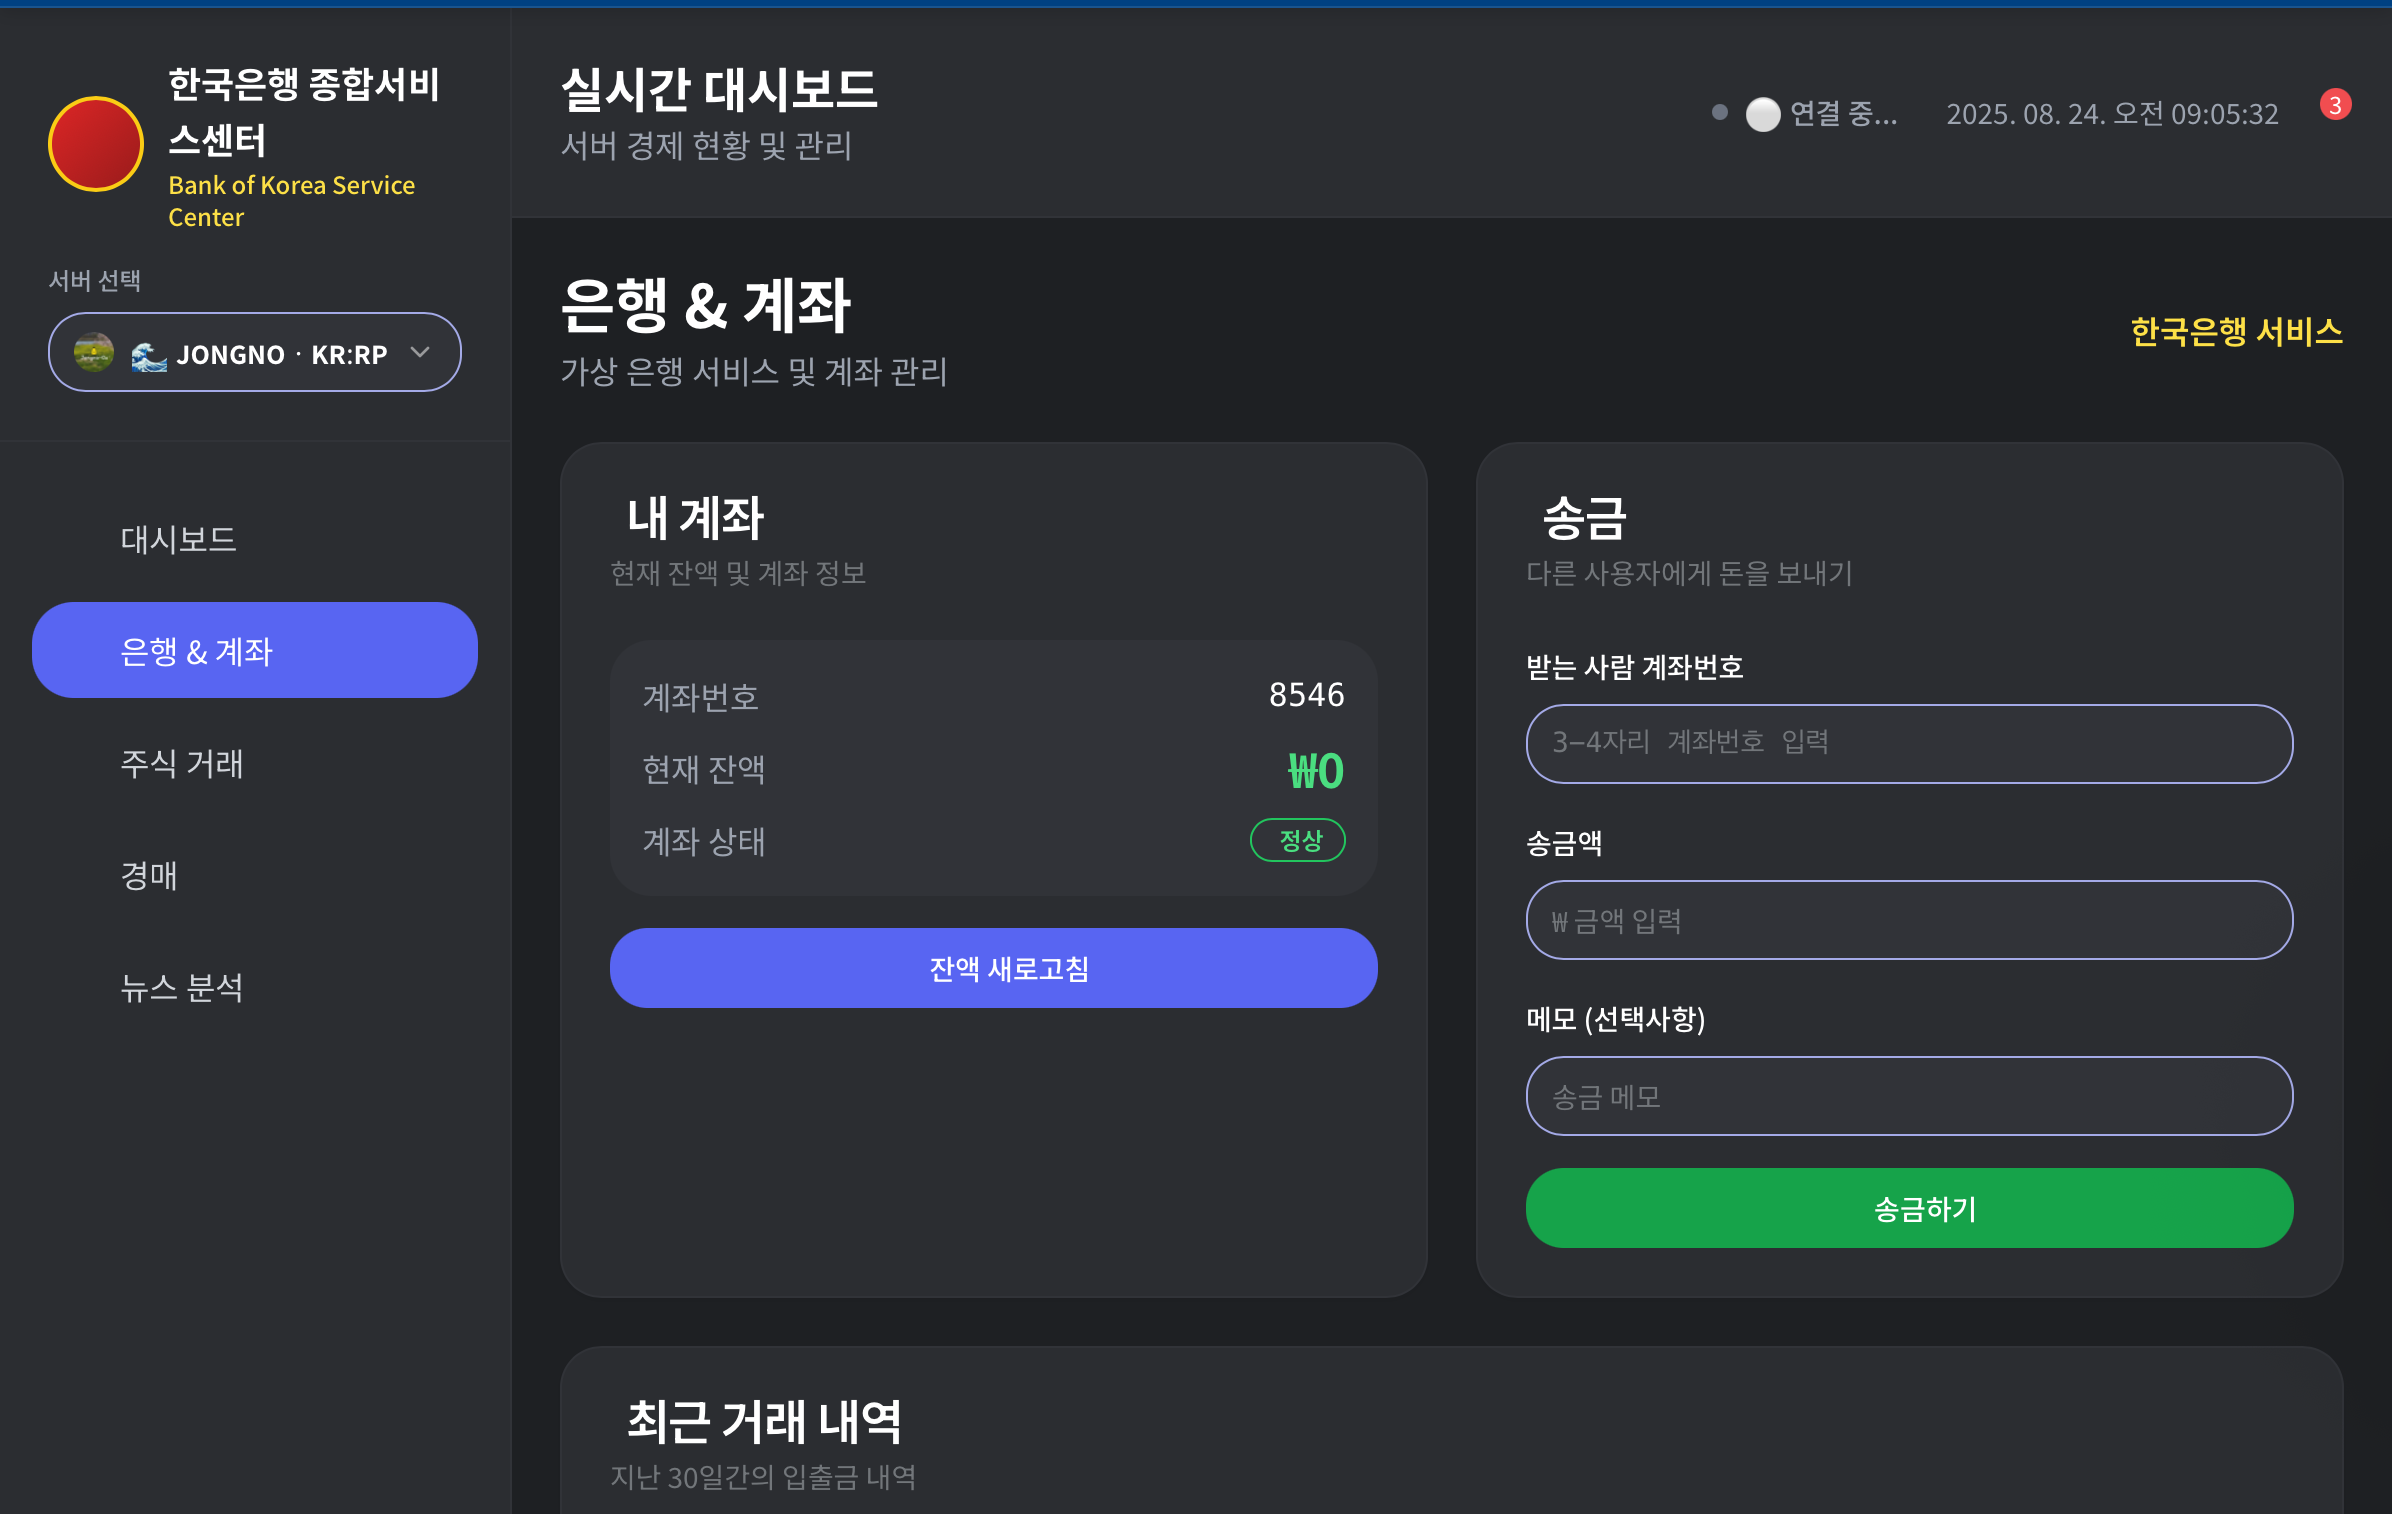 한국은행 종합서비
스센터
Bank of Korea Service
Center
서버 선택
🌊 JONGNO · KR:RP
대시보드
은행 & 계좌
주식 거래
경매
뉴스 분석
실시간 대시보드
서버 경제 현황 및 관리
연결 중...
2025. 08. 24. 오전 09:05:32
3
은행 & 계좌
가상 은행 서비스 및 계좌 관리
한국은행 서비스
내 계좌
현재 잔액 및 계좌 정보
계좌번호 8546
현재 잔액 ₩0
계좌 상태 정상
잔액 새로고침
송금
다른 사용자에게 돈을 보내기
받는 사람 계좌번호
3-4자리 계좌번호 입력
송금액
₩ 금액 입력
메모 (선택사항)
송금 메모
송금하기
최근 거래 내역
지난 30일간의 입출금 내역